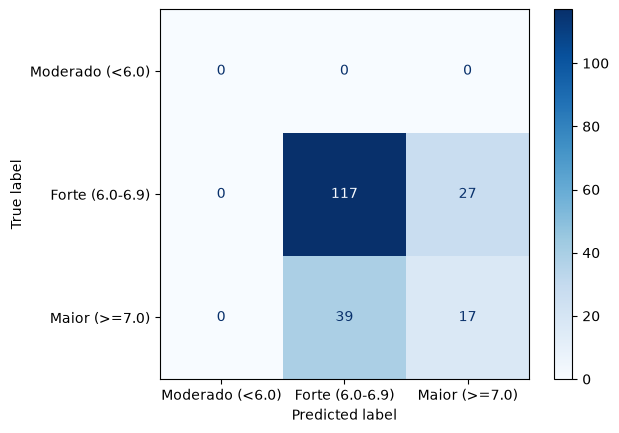 Moderado (<6.0)
0 0 0
Forte (6.0-6.9)
0 117 27
Maior (>=7.0)
0 39 17
Moderado (<6.0) Forte (6.0-6.9) Maior (>=7.0)
Predicted label
True label
100
80
60
40
20
0